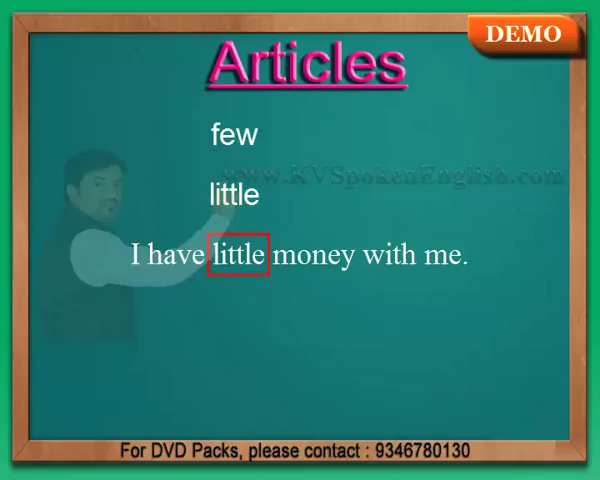 DEMO
Articles
few
www.KVSpokenEnglish.com
little
I have little money with me.
For DVD Packs, please contact : 9346780130